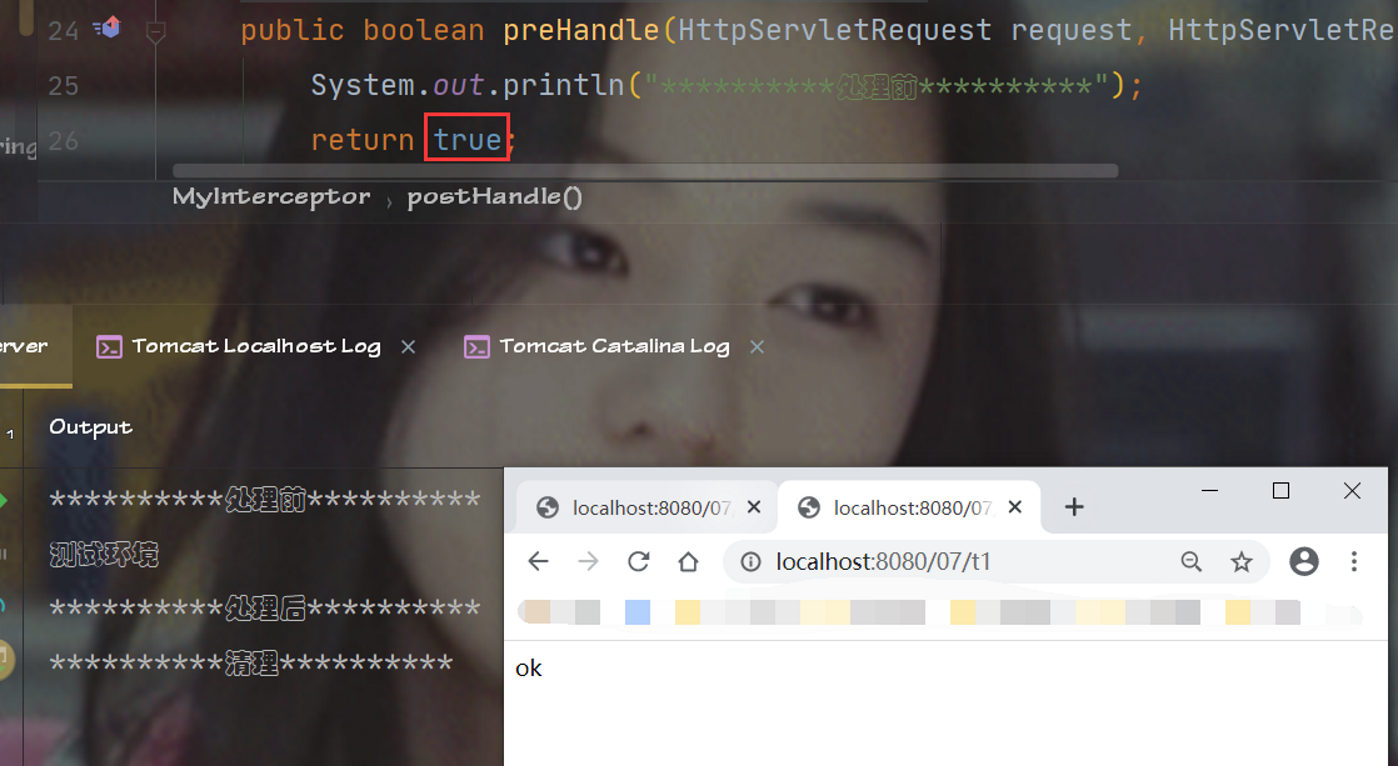 24 public boolean preHandle(HttpServletRequest request, HttpServletRe
25 System.out.println("**********处理前**********");
26 return true;
ring
MyInterceptor › postHandle()
erver Tomcat Localhost Log × Tomcat Catalina Log ×
1 Output
**********处理前**********
测试环境
**********处理后**********
**********清理**********
localhost:8080/07 localhost:8080/07
localhost:8080/07/t1
ok